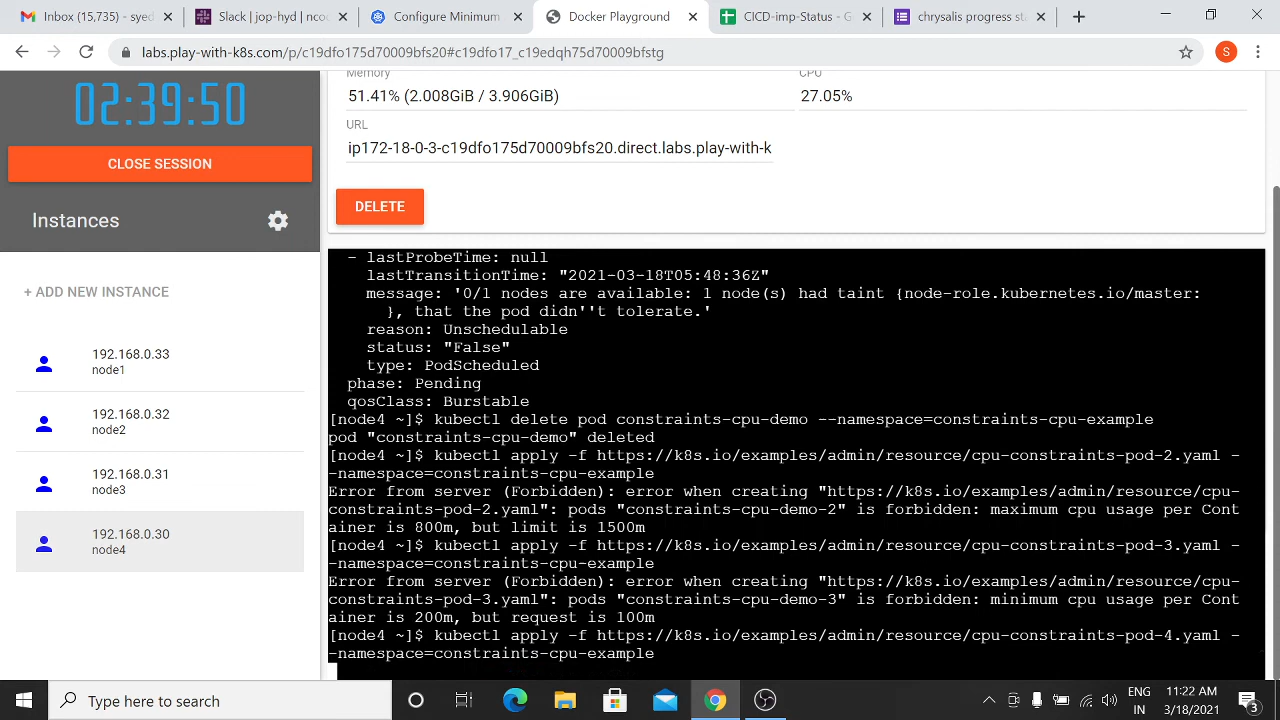 Inbox (15,735) - syed
Slack | jop-hyd | ncoc
Configure Minimum
Docker Playground
CICD-imp-Status - G
chrysalis progress sta
labs.play-with-k8s.com/p/c19dfo175d70009bfs20#c19dfo17_c19edqh75d70009bfstg
S
02:39:50
CLOSE SESSION
Instances
+ ADD NEW INSTANCE
192.168.0.33
node1
192.168.0.32
node2
192.168.0.31
node3
192.168.0.30
node4
Memory
CPU
51.41% (2.008GiB / 3.906GiB)
27.05%
URL
ip172-18-0-3-c19dfo175d70009bfs20.direct.labs.play-with-k
DELETE
- lastProbeTime: null
lastTransitionTime: "2021-03-18T05:48:36Z"
message: '0/1 nodes are available: 1 node(s) had taint {node-role.kubernetes.io/master:
}, that the pod didn''t tolerate.'
reason: Unschedulable
status: "False"
type: PodScheduled
phase: Pending
qosClass: Burstable
[node4 ~]$ kubectl delete pod constraints-cpu-demo --namespace=constraints-cpu-example
pod "constraints-cpu-demo" deleted
[node4 ~]$ kubectl apply -f https://k8s.io/examples/admin/resource/cpu-constraints-pod-2.yaml -
-namespace=constraints-cpu-example
Error from server (Forbidden): error when creating "https://k8s.io/examples/admin/resource/cpu-
constraints-pod-2.yaml": pods "constraints-cpu-demo-2" is forbidden: maximum cpu usage per Cont
ainer is 800m, but limit is 1500m
[node4 ~]$ kubectl apply -f https://k8s.io/examples/admin/resource/cpu-constraints-pod-3.yaml -
-namespace=constraints-cpu-example
Error from server (Forbidden): error when creating "https://k8s.io/examples/admin/resource/cpu-
constraints-pod-3.yaml": pods "constraints-cpu-demo-3" is forbidden: minimum cpu usage per Cont
ainer is 200m, but request is 100m
[node4 ~]$ kubectl apply -f https://k8s.io/examples/admin/resource/cpu-constraints-pod-4.yaml -
-namespace=constraints-cpu-example
Type here to search
ENG
IN
11:22 AM
3/18/2021
3